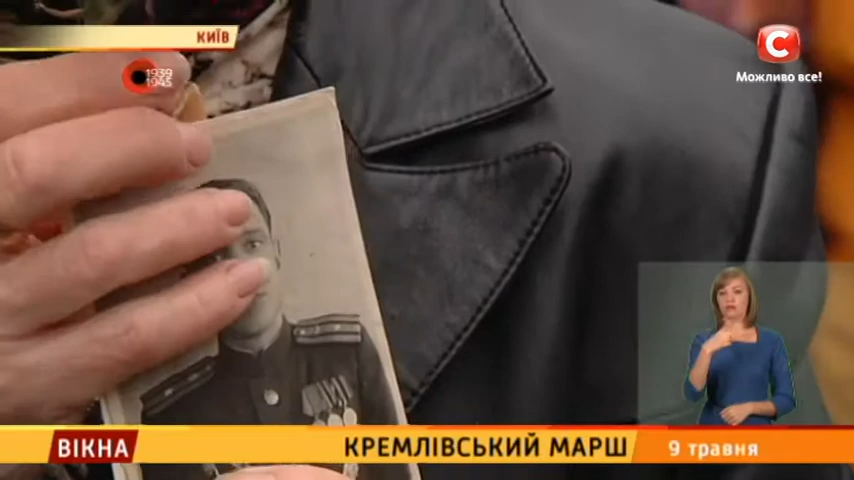 КИЇВ
1939
1945
С
Можливо все!
ВІКНА
КРЕМЛІВСЬКИЙ МАРШ
9 травня